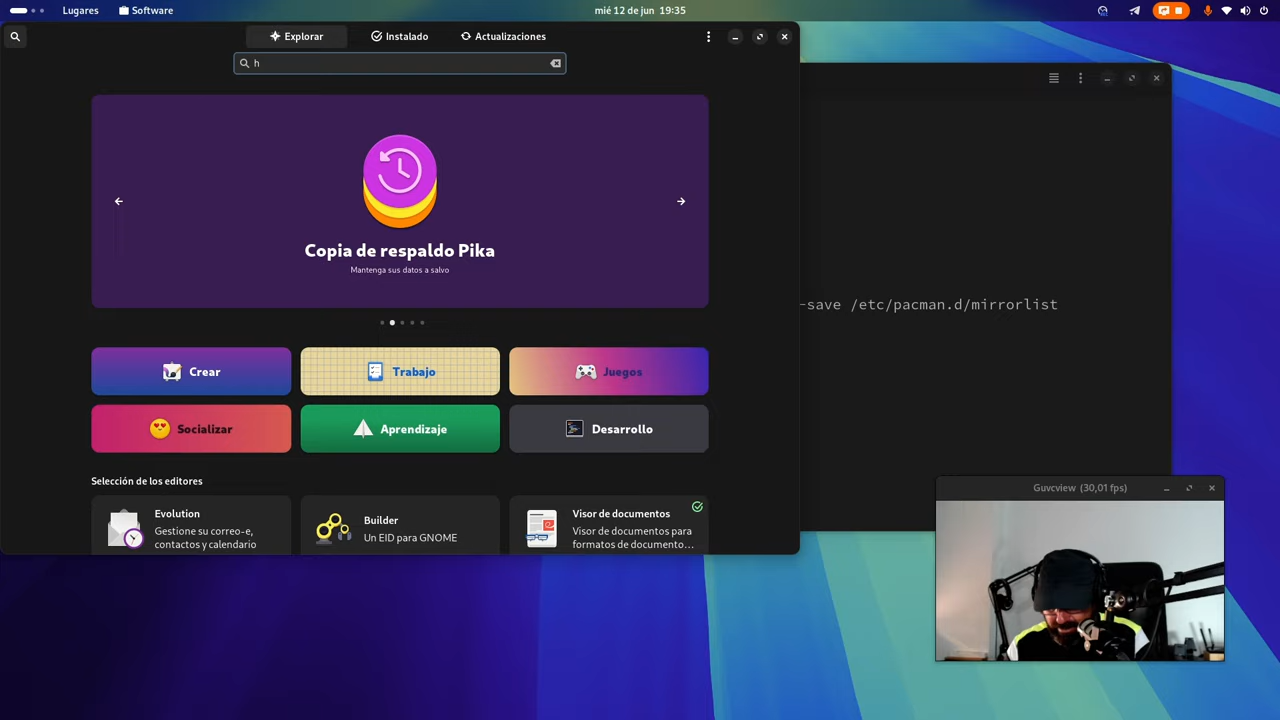 Lugares
Software
mié 12 de jun 19:35
Explorar
Instalado
Actualizaciones
h
Copia de respaldo Pika
Mantenga sus datos a salvo
-save /etc/pacman.d/mirrorlist
Crear
Trabajo
Juegos
Socializar
Aprendizaje
Desarrollo
Selección de los editores
Evolution
Gestione su correo-e,
contactos y calendario
Builder
Un EID para GNOME
Visor de documentos
Visor de documentos para
formatos de documento...
Guvcview (30,01 fps)